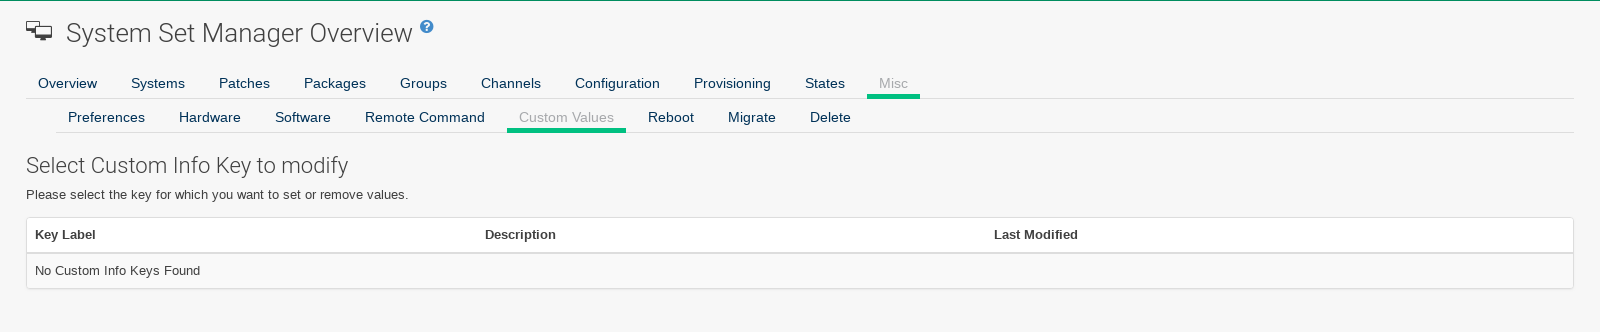 System Set Manager Overview ?
Overview Systems Patches Packages Groups Channels Configuration Provisioning States Misc
Preferences Hardware Software Remote Command Custom Values Reboot Migrate Delete
Select Custom Info Key to modify
Please select the key for which you want to set or remove values.
Key Label Description Last Modified
No Custom Info Keys Found